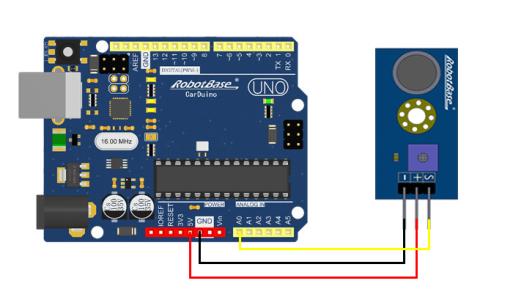 AREF
GND
13
12
~11
~10
~9
8
7
~6
~5
4
~3
2
TX 1
RX 0
DIGITAL(PWM~)
RobotBase
CarDuino
UNO
16.00 MHz
RobotBase
- + S
IOREF
RESET
3V3
5V
GND
Vin
POWER
ANALOG IN
A0
A1
A2
A3
A4
A5